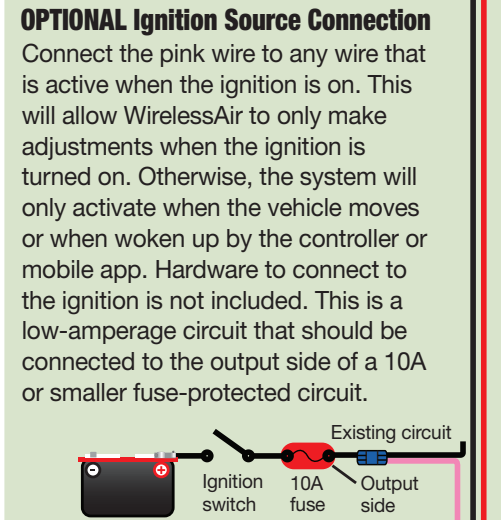 OPTIONAL Ignition Source Connection
Connect the pink wire to any wire that
is active when the ignition is on. This
will allow WirelessAir to only make
adjustments when the ignition is
turned on. Otherwise, the system will
only activate when the vehicle moves
or when woken up by the controller or
mobile app. Hardware to connect to
the ignition is not included. This is a
low-amperage circuit that should be
connected to the output side of a 10A
or smaller fuse-protected circuit.
Existing circuit
Ignition
switch
10A
fuse
Output
side